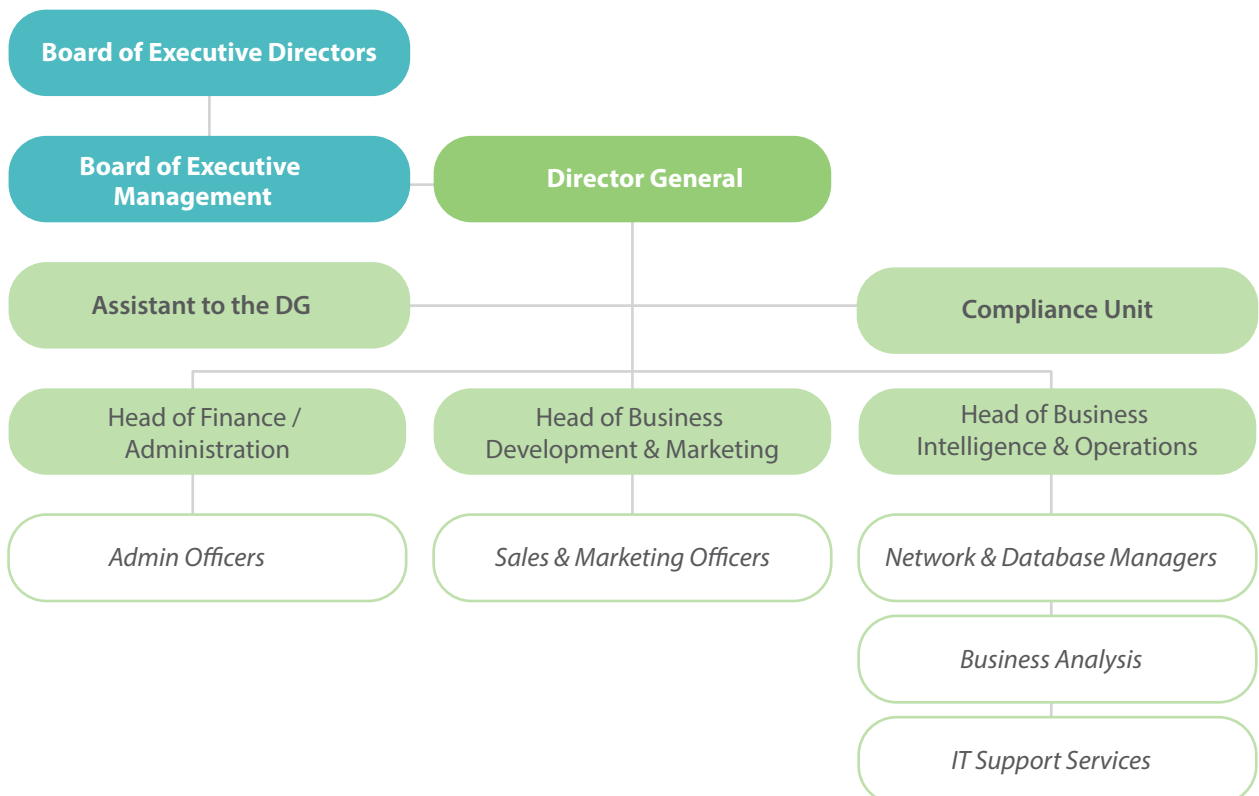 Board of Executive Directors
Board of Executive
Management
Director General
Assistant to the DG
Compliance Unit
Head of Finance /
Administration
Head of Business
Development & Marketing
Head of Business
Intelligence & Operations
Admin Officers
Sales & Marketing Officers
Network & Database Managers
Business Analysis
IT Support Services